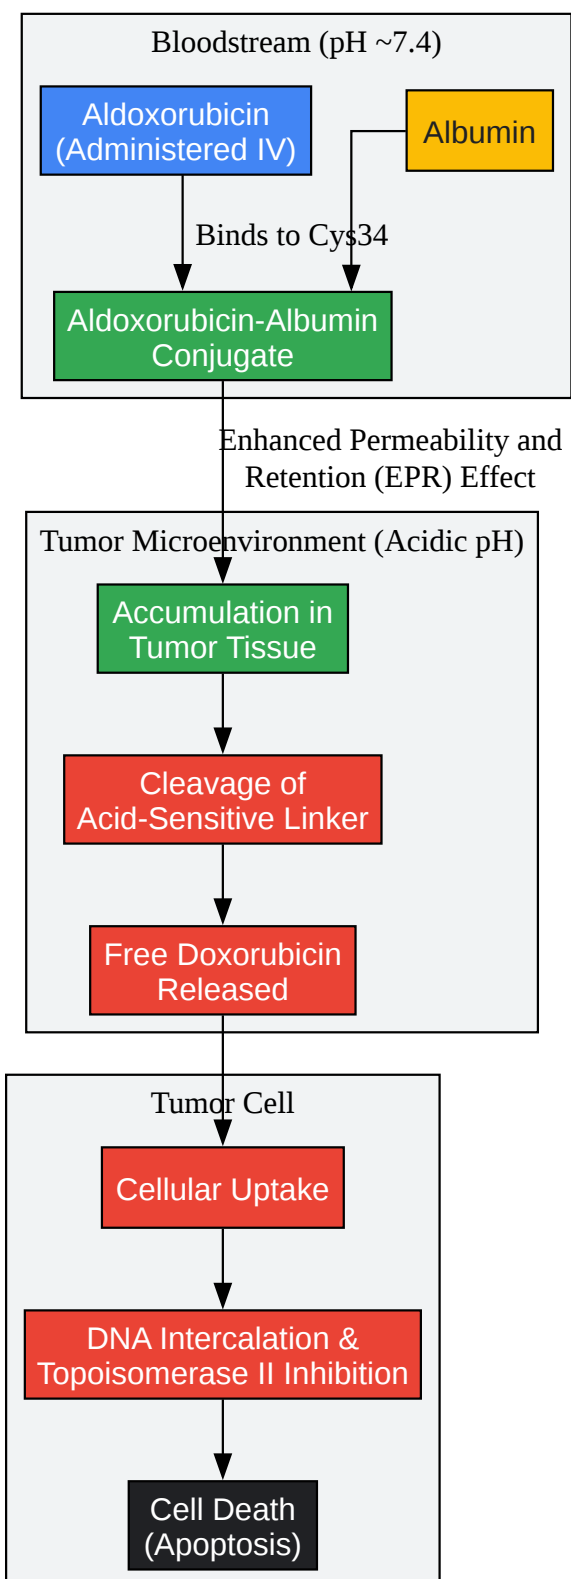 Bloodstream (pH ~7.4)
Aldoxorubicin
(Administered IV)
Albumin
Binds to Cys34
Aldoxorubicin-Albumin
Conjugate
Enhanced Permeability and
Retention (EPR) Effect
Tumor Microenvironment (Acidic pH)
Accumulation in
Tumor Tissue
Cleavage of
Acid-Sensitive Linker
Free Doxorubicin
Released
Tumor Cell
Cellular Uptake
DNA Intercalation &
Topoisomerase II Inhibition
Cell Death
(Apoptosis)